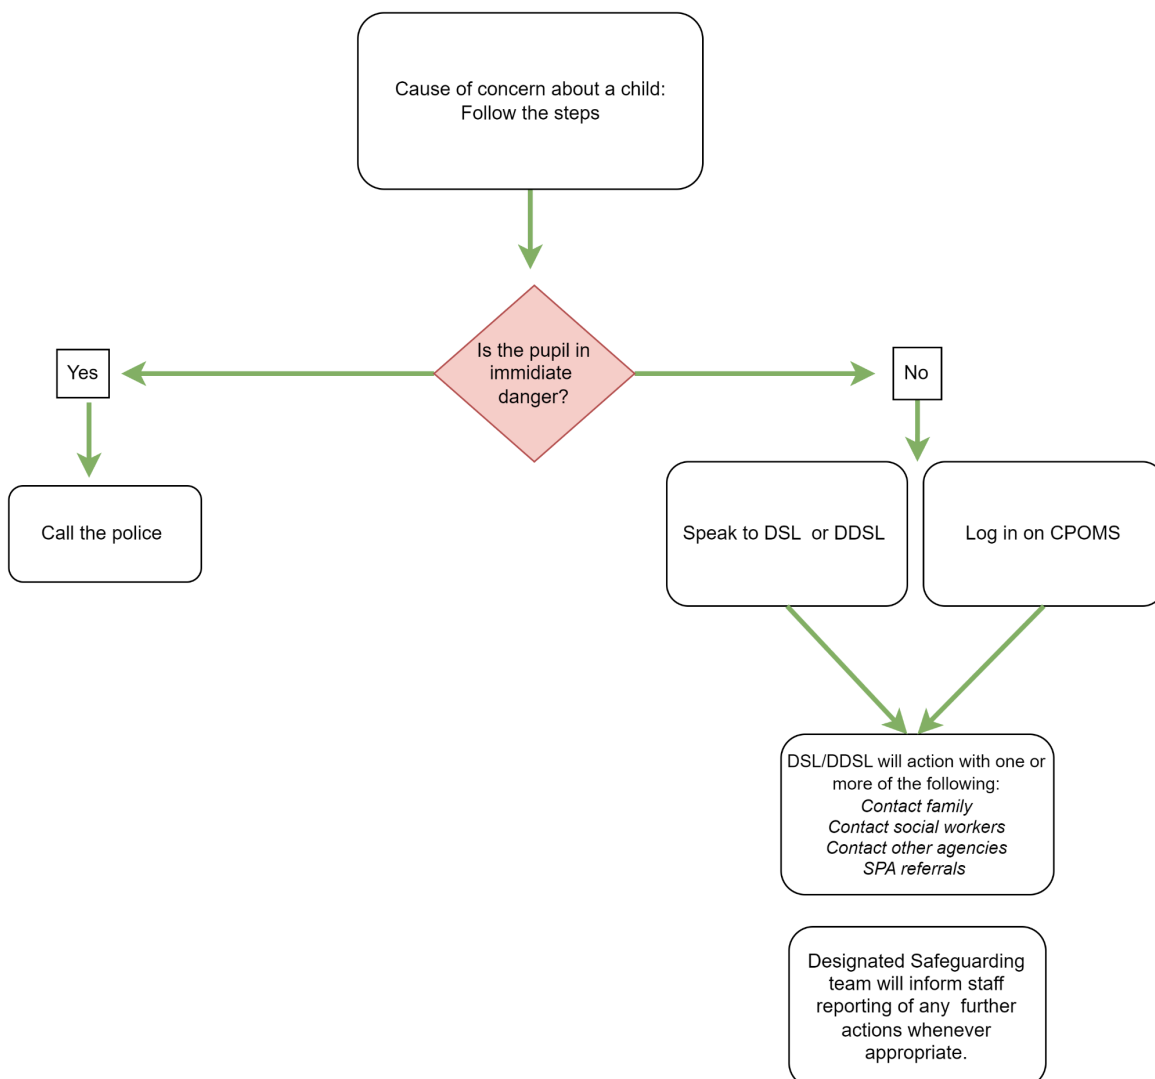 Cause of concern about a child:
Follow the steps
Is the pupil in
immidiate
danger?
Yes
No
Call the police
Speak to DSL  or DDSL
Log in on CPOMS
DSL/DDSL will action with one or
more of the following:
Contact family
Contact social workers
Contact other agencies
SPA referrals
Designated Safeguarding
team will inform staff
reporting of any  further
actions whenever
appropriate.